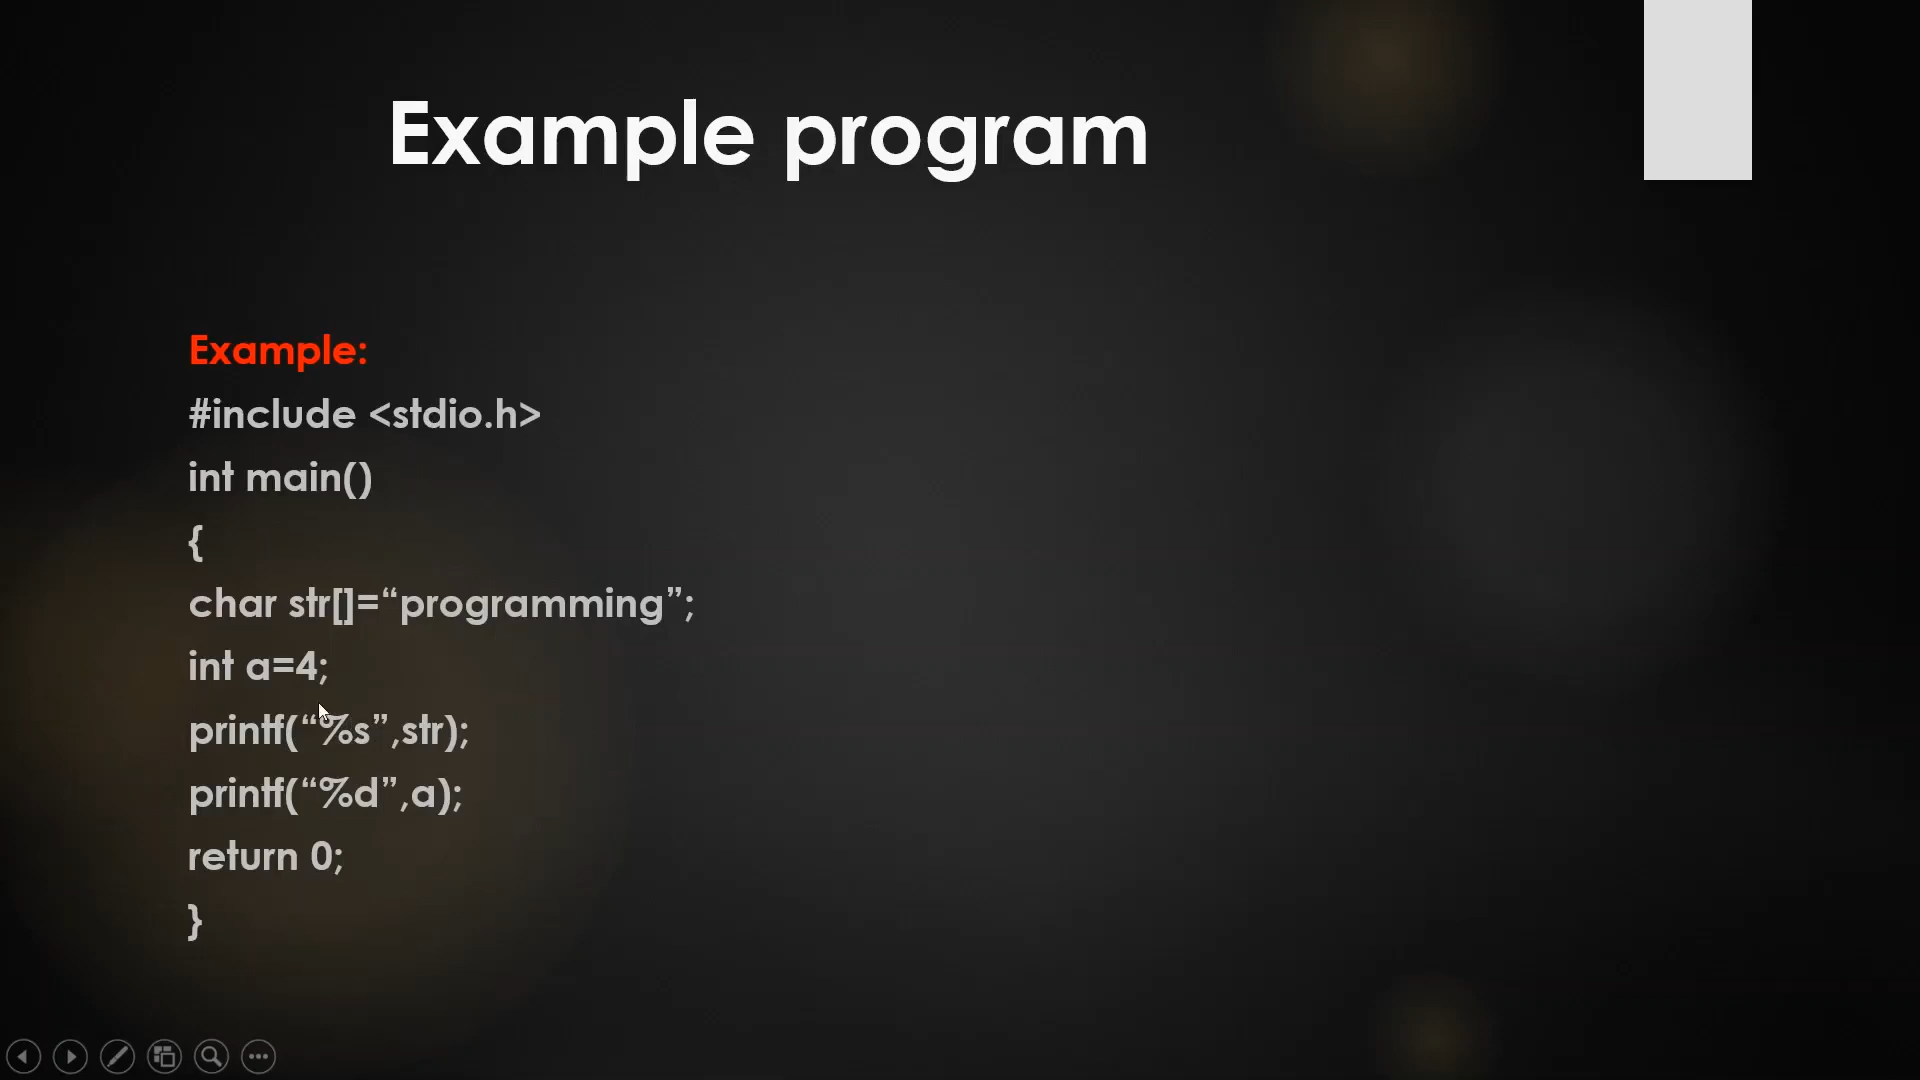 Example program
Example:
#include <stdio.h>
int main()
{
char str[]=“programming”;
int a=4;
printf(“%s”,str);
printf(“%d”,a);
return 0;
}